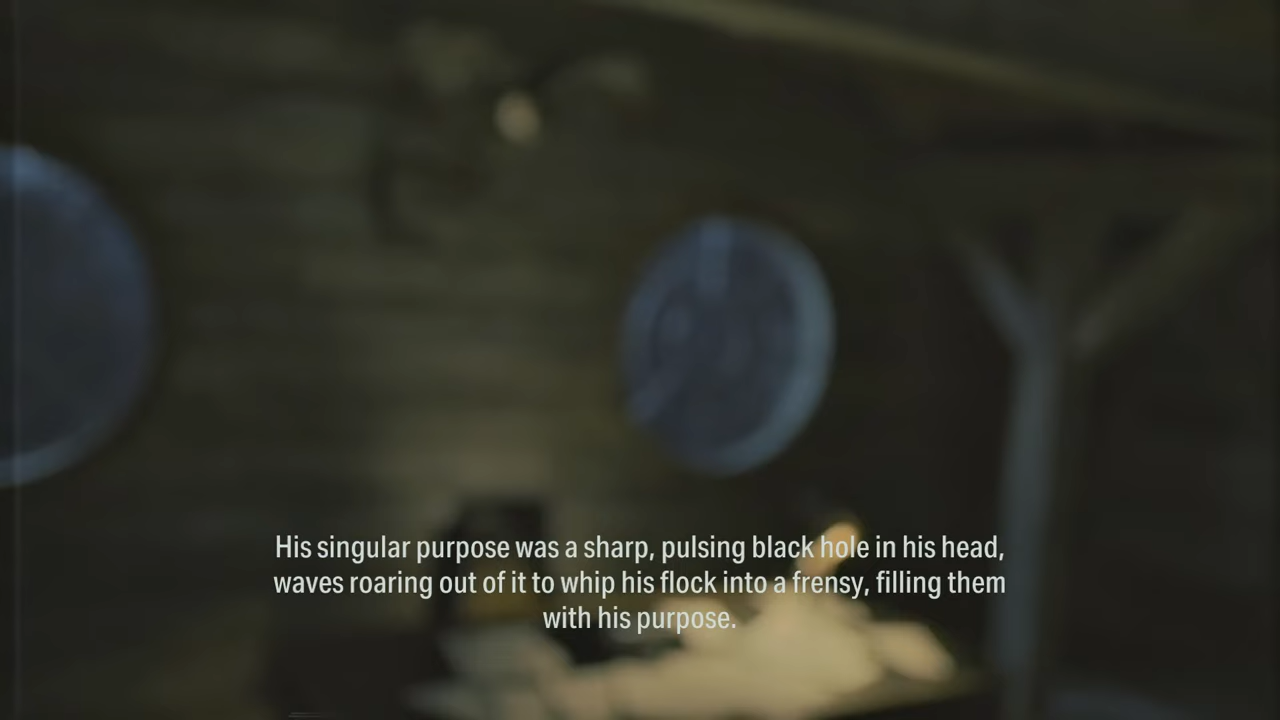 His singular purpose was a sharp, pulsing black hole in his head,
waves roaring out of it to whip his flock into a frensy, filling them
with his purpose.